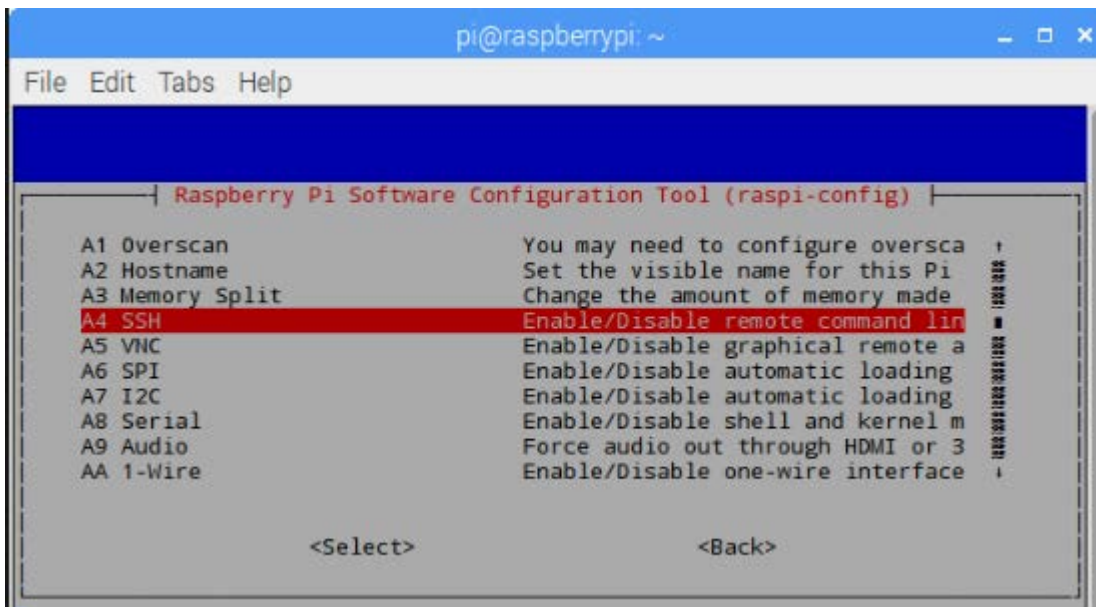 pi@raspberrypi: ~
File Edit Tabs Help
Raspberry Pi Software Configuration Tool (raspi-config)
A1 Overscan You may need to configure oversca
A2 Hostname Set the visible name for this Pi
A3 Memory Split Change the amount of memory made
A4 SSH Enable/Disable remote command lin
A5 VNC Enable/Disable graphical remote a
A6 SPI Enable/Disable automatic loading
A7 I2C Enable/Disable automatic loading
A8 Serial Enable/Disable shell and kernel m
A9 Audio Force audio out through HDMI or 3
AA 1-Wire Enable/Disable one-wire interface
<Select> <Back>